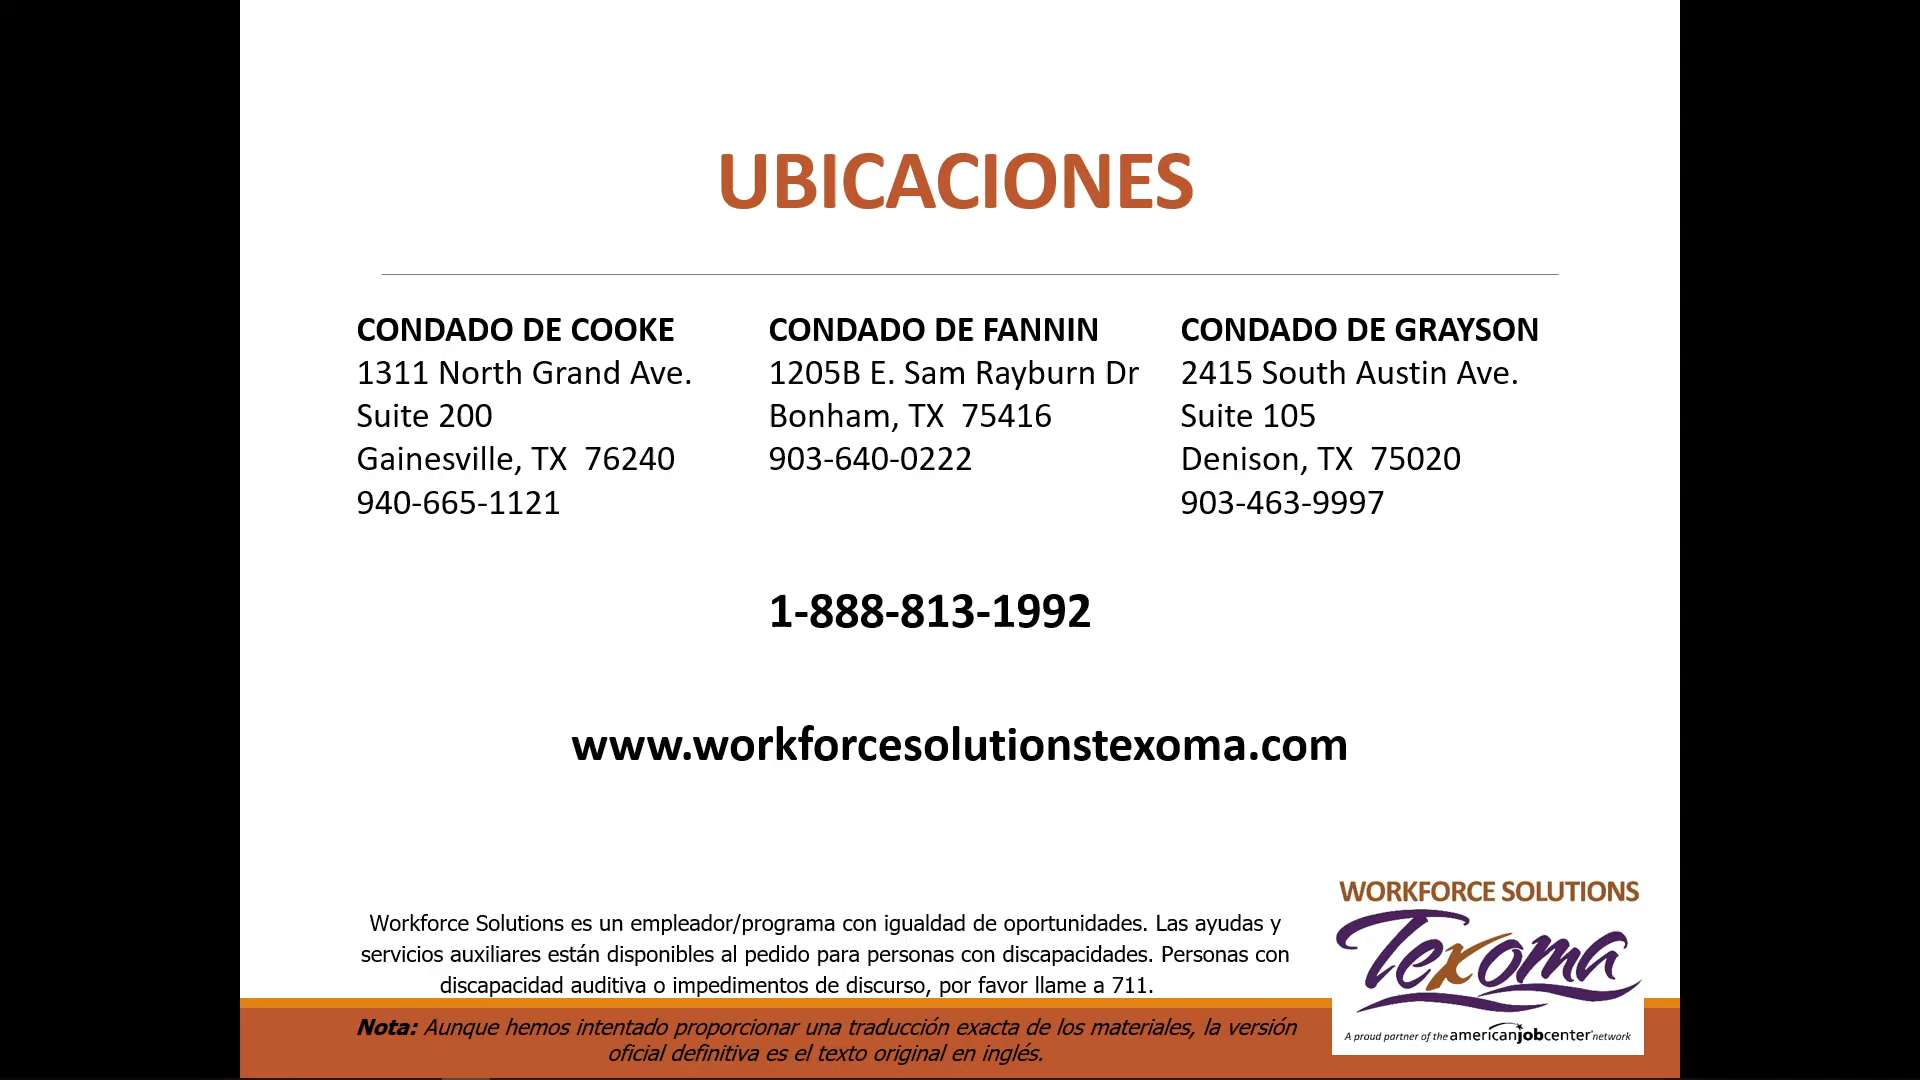 UBICACIONES
CONDADO DE COOKE
1311 North Grand Ave.
Suite 200
Gainesville, TX  76240
940-665-1121
CONDADO DE FANNIN
1205B E. Sam Rayburn Dr
Bonham, TX  75416
903-640-0222
CONDADO DE GRAYSON
2415 South Austin Ave.
Suite 105
Denison, TX  75020
903-463-9997
1-888-813-1992
www.workforcesolutionstexoma.com
Workforce Solutions es un empleador/programa con igualdad de oportunidades. Las ayudas y
servicios auxiliares están disponibles al pedido para personas con discapacidades. Personas con
discapacidad auditiva o impedimentos de discurso, por favor llame a 711.
Nota: Aunque hemos intentado proporcionar una traducción exacta de los materiales, la versión
oficial definitiva es el texto original en inglés.
WORKFORCE SOLUTIONS
Texoma
A proud partner of the americanjobcenter network